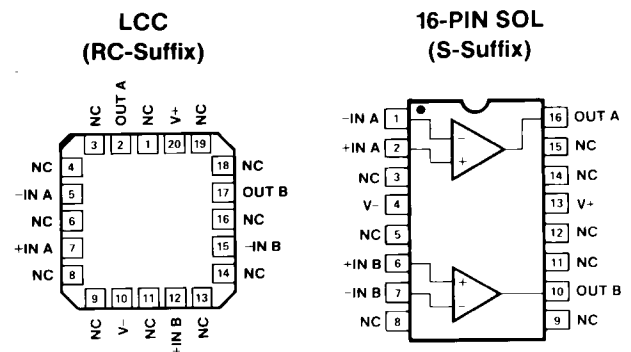 LCC
(RC-Suffix)
NC
OUT A
NC
V+
NC
3
2
1
20
19
NC 4
-IN A 5
NC 6
+IN A 7
NC 8
18 NC
17 OUT B
16 NC
15 -IN B
14 NC
9
10
11
12
13
NC
V-
NC
+IN B
NC
16-PIN SOL
(S-Suffix)
-IN A 1
+IN A 2
NC 3
V- 4
NC 5
+IN B 6
-IN B 7
NC 8
16 OUT A
15 NC
14 NC
13 V+
12 NC
11 NC
10 OUT B
9 NC
-
+
+
-